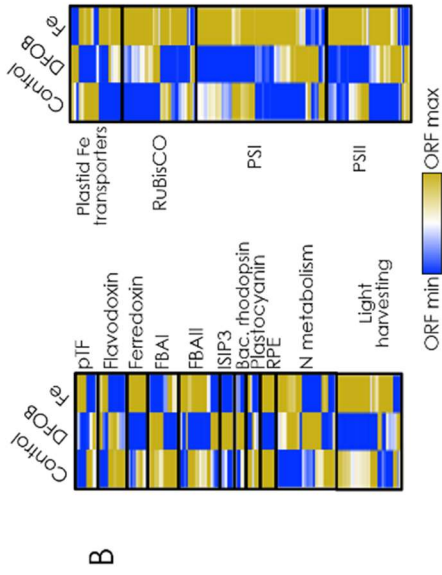 B
Control
DFOB
Fe
pTF
Flavodoxin
Ferredoxin
FBAI
FBAII
ISIP3
Bac. rhodopsin
Plastocyanin
RPE
N metabolism
Light
harvesting
Control
DFOB
Fe
Plastid Fe
transporters
RuBisCO
PSI
PSII
ORF min
ORF max